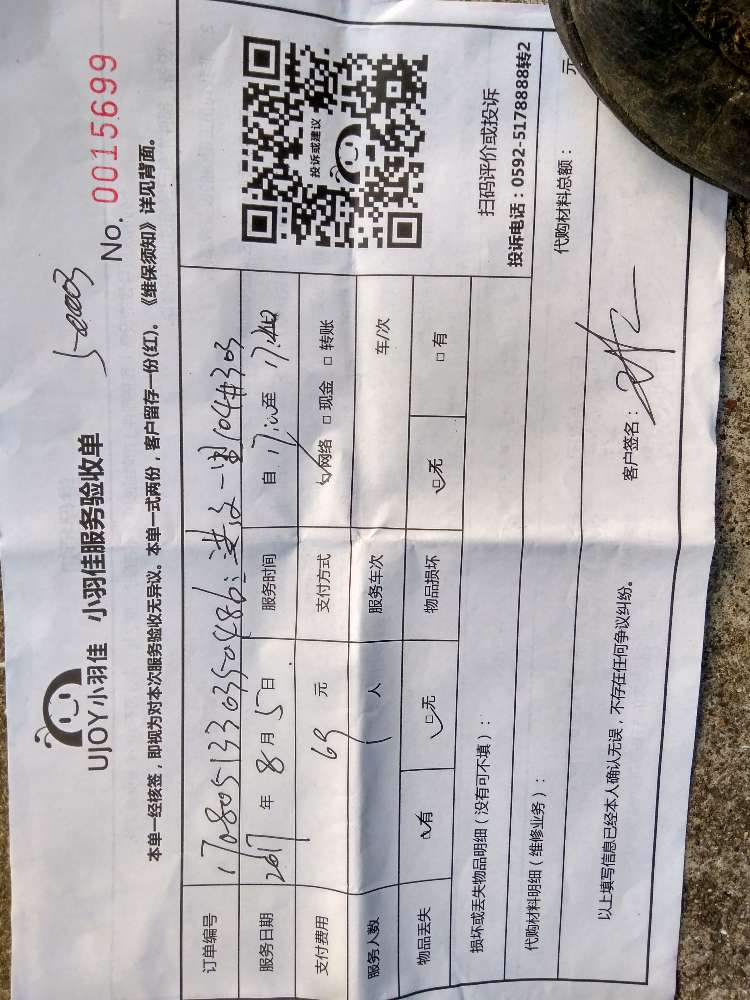 UJOY小羽佳 小羽佳服务验收单 No. 0015699
本单一经核签，即视为对本次服务验收无异议。本单一式两份，客户留存一份(红)。《维保须知》详见背面。
订单编号
服务日期 2017 年 8 月 5 日 服务时间 自 至
支付费用 69 元 支付方式 □网络 □现金 □转账
服务人数 1 人 服务车次 车/次
物品丢失 □有 □无 物品损坏 □无 □有
投诉或建议
扫码评价或投诉
投诉电话：0592-5178888转2
损坏或丢失物品明细（没有可不填）：
代购材料明细（维修业务）： 代购材料总额： 元
以上填写信息已经本人确认无误，不存在任何争议纠纷。 客户签名：